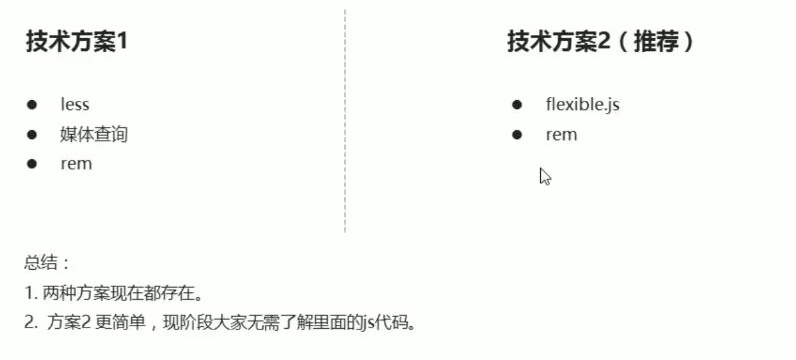 技术方案1
● less
● 媒体查询
● rem
技术方案2（推荐）
● flexible.js
● rem
总结：
1. 两种方案现在都存在。
2. 方案2 更简单，现阶段大家无需了解里面的js代码。